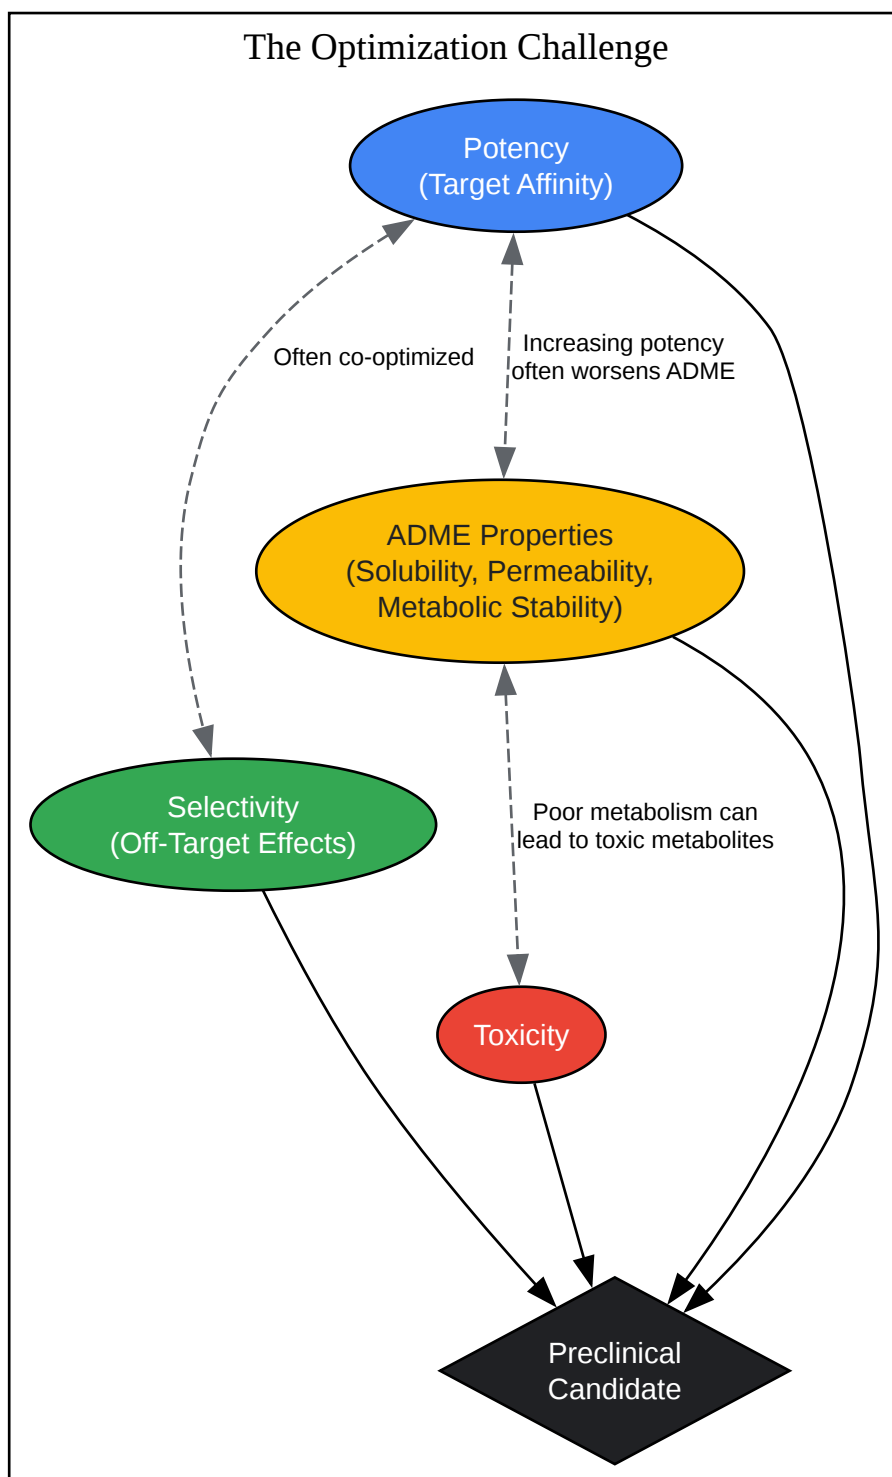 The Optimization Challenge
Potency
(Target Affinity)
Often co-optimized
Increasing potency
often worsens ADME
ADME Properties
(Solubility, Permeability,
Metabolic Stability)
Selectivity
(Off-Target Effects)
Poor metabolism can
lead to toxic metabolites
Toxicity
Preclinical
Candidate